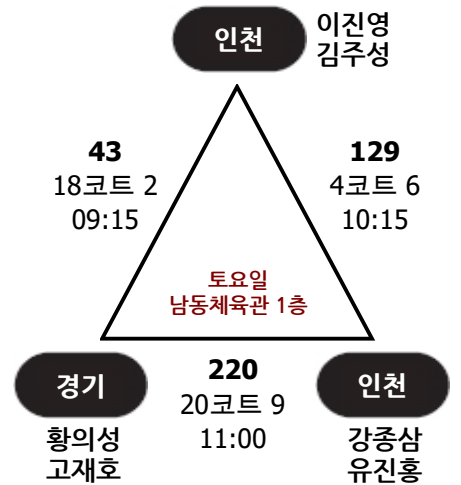 인천
이진영
김주성
43
18코트 2
09:15
129
4코트 6
10:15
토요일
남동체육관 1층
경기
황의성
고재호
220
20코트 9
11:00
인천
강종삼
유진홍